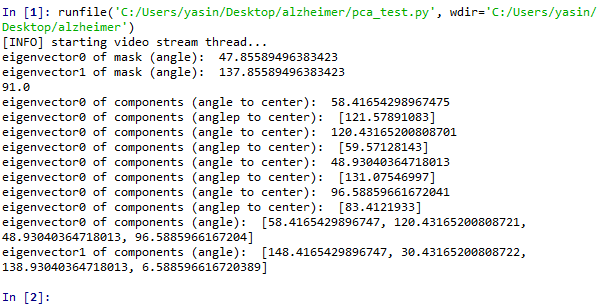 In [1]: runfile('C:/Users/yasin/Desktop/alzheimer/pca_test.py', wdir='C:/Users/yasin/
Desktop/alzheimer')
[INFO] starting video stream thread...
eigenvector0 of mask (angle):  47.85589496383423
eigenvector1 of mask (angle):  137.85589496383423
91.0
eigenvector0 of components (angle to center):  58.41654298967475
eigenvector0 of components (anglep to center):  [121.57891083]
eigenvector0 of components (angle to center):  120.43165200808701
eigenvector0 of components (anglep to center):  [59.57128143]
eigenvector0 of components (angle to center):  48.93040364718013
eigenvector0 of components (anglep to center):  [131.07546997]
eigenvector0 of components (angle to center):  96.58859661672041
eigenvector0 of components (anglep to center):  [83.4121933]
eigenvector0 of components (angle):  [58.4165429896747, 120.43165200808721,
48.93040364718013, 96.5885966167204]
eigenvector1 of components (angle):  [148.4165429896747, 30.43165200808722,
138.93040364718013, 6.588596616720389]
In [2]: